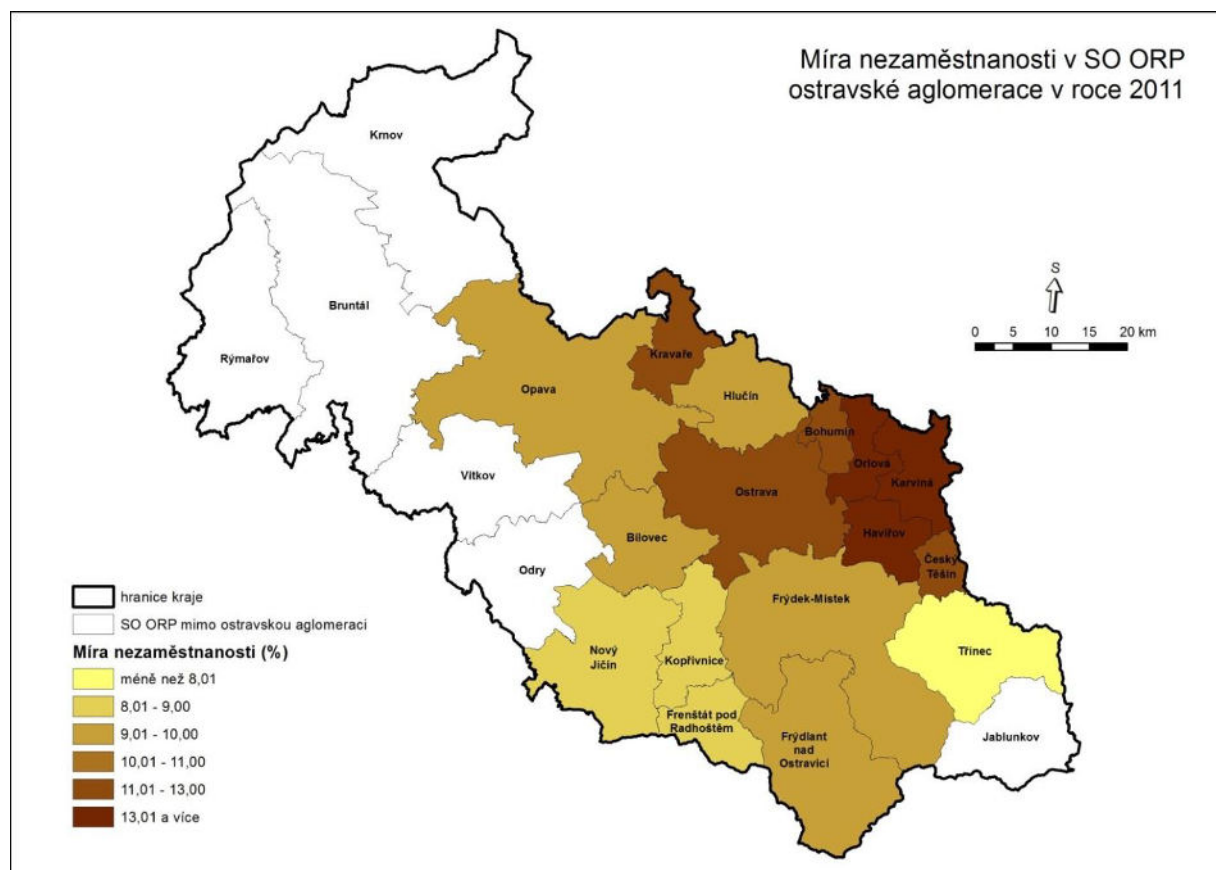 Míra nezaměstnanosti v SO ORP
ostravské aglomerace v roce 2011
Krnov
Bruntál
Rýmařov
S
0 5 10 15 20 km
Kravaře
Opava
Hlučín
Bohumín
Orlová
Vítkov
Karviná
Ostrava
Havířov
Bílovec
Český
Těšín
Odry
Frýdek-Místek
Třinec
Nový
Jičín
Kopřivnice
Frenštát pod
Radhoštěm
Frýdlant
nad
Ostravicí
Jablunkov
hranice kraje
SO ORP mimo ostravskou aglomeraci
Míra nezaměstnanosti (%)
méně než 8,01
8,01 - 9,00
9,01 - 10,00
10,01 - 11,00
11,01 - 13,00
13,01 a více